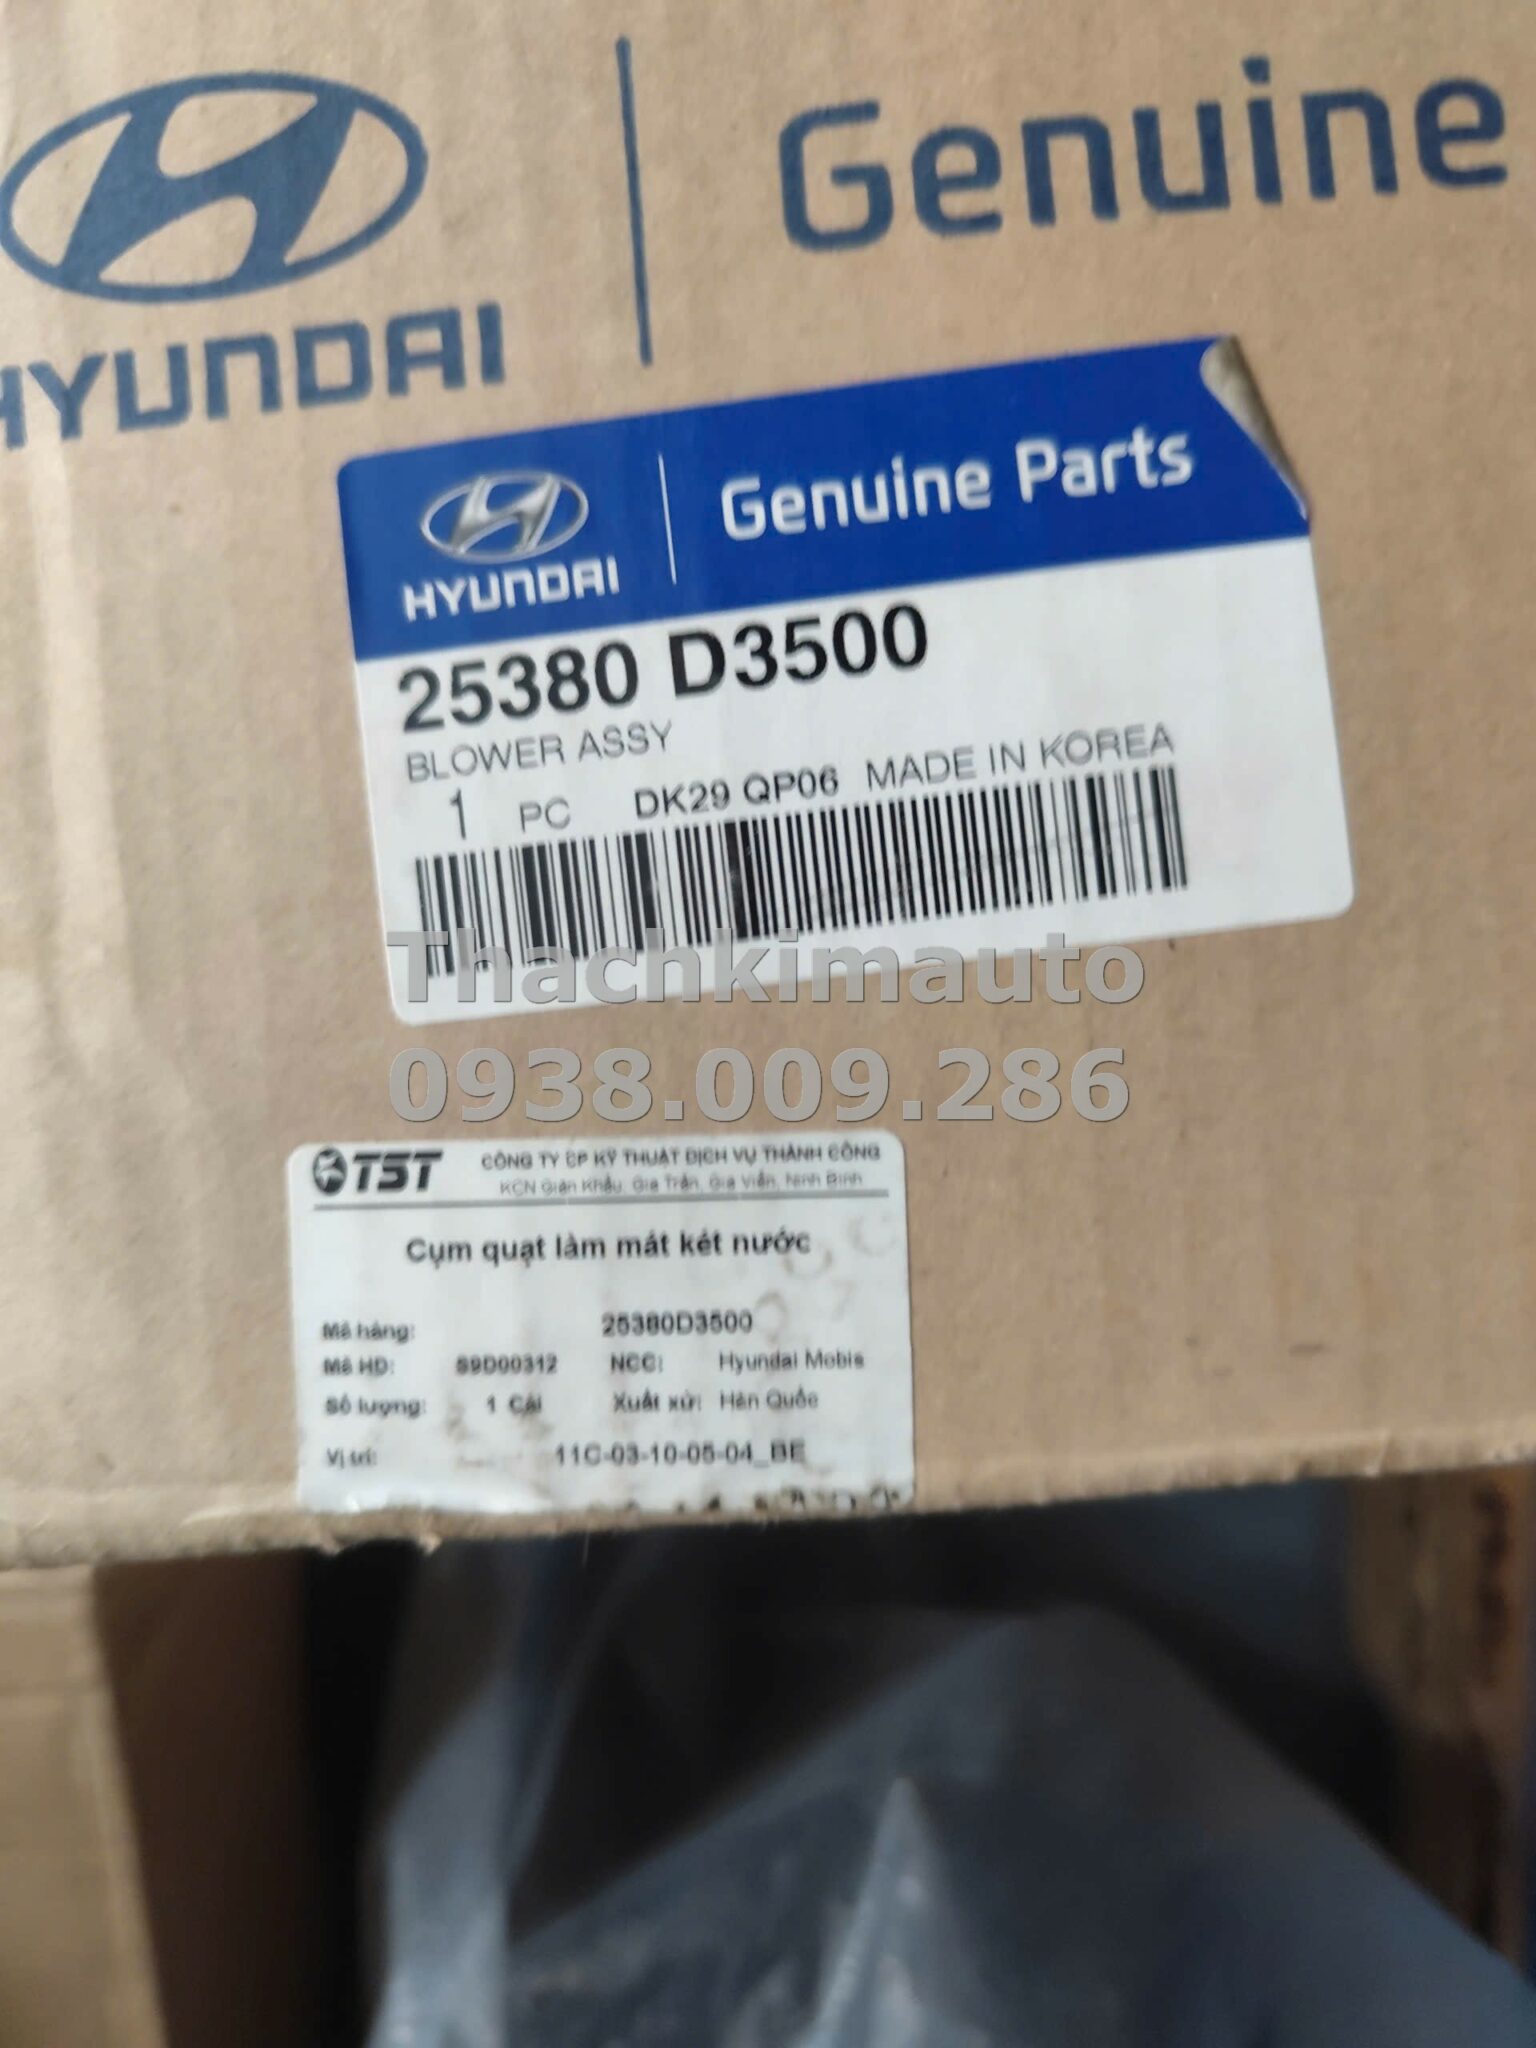 HYUNDAI
Genuine
HYUNDAI
Genuine Parts
25380 D3500
BLOWER ASSY
1 PC DK29 QP06 MADE IN KOREA
Thachkimauto
0938.009.286
TST CÔNG TY CP KỸ THUẬT DỊCH VỤ THÀNH CÔNG
KCN Gián Khẩu, Gia Trấn, Gia Viễn, Ninh Bình
Cụm quạt làm mát két nước
Mã hàng: 25380D3500
Mã HD: S9D00312 NCC: Hyundai Mobis
Số lượng: 1 Cái Xuất xứ: Hàn Quốc
Vị trí: 11C-03-10-05-04_BE